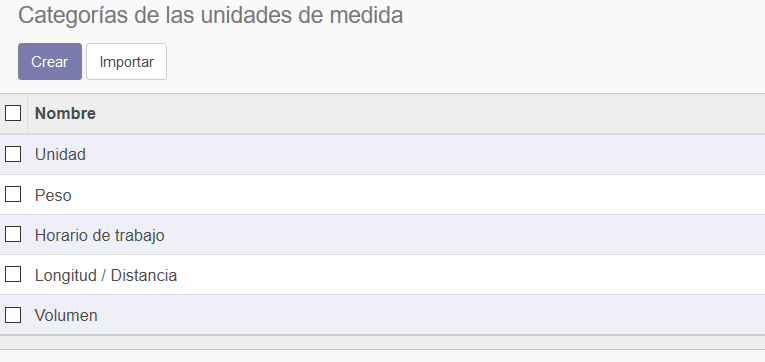 Categorías de las unidades de medida
Crear Importar
Nombre
Unidad
Peso
Horario de trabajo
Longitud / Distancia
Volumen